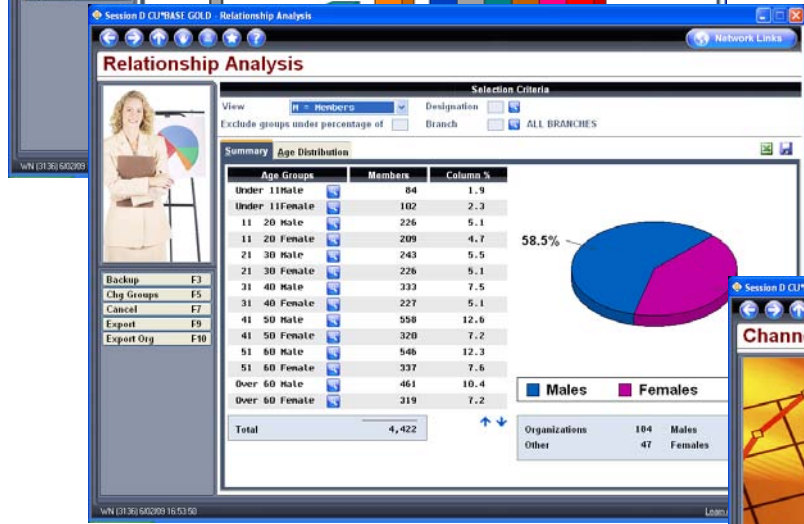 Session D CU*BASE GOLD - Relationship Analysis
Network Links
Relationship Analysis
Selection Criteria
View M = Members Designation
Exclude groups under percentage of Branch ALL BRANCHES
Summary Age Distribution
Age Groups Members Column %
Under 11Male 84 1.9
Under 11Female 102 2.3
11 20 Male 226 5.1
11 20 Female 209 4.7
21 30 Male 243 5.5
21 30 Female 226 5.1
31 40 Male 333 7.5
31 40 Female 227 5.1
41 50 Male 558 12.6
41 50 Female 320 7.2
51 60 Male 546 12.3
51 60 Female 337 7.6
Over 60 Male 461 10.4
Over 60 Female 319 7.2
Total 4,422
58.5%
Males Females
Organizations 104 Males
Other 47 Females
Backup F3
Chg Groups F5
Cancel F7
Export F9
Export Org F10
WN (3136) 6/02/09 16:53:50
WN (3136) 6/02/09
Session D CU*
Chann